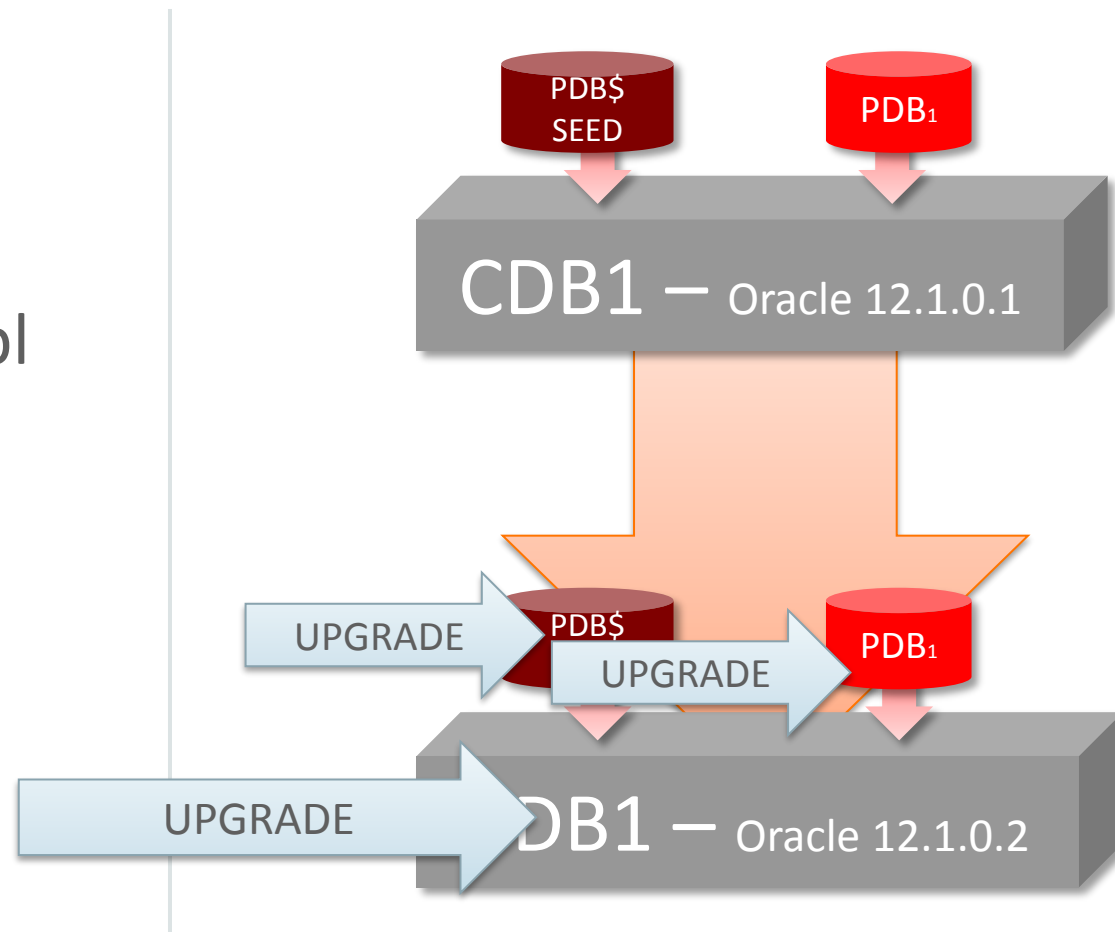 PDB$
SEED
PDB1
CDB1 – Oracle 12.1.0.1
pl
UPGRADE
PDB$
UPGRADE
PDB1
UPGRADE
DB1 – Oracle 12.1.0.2